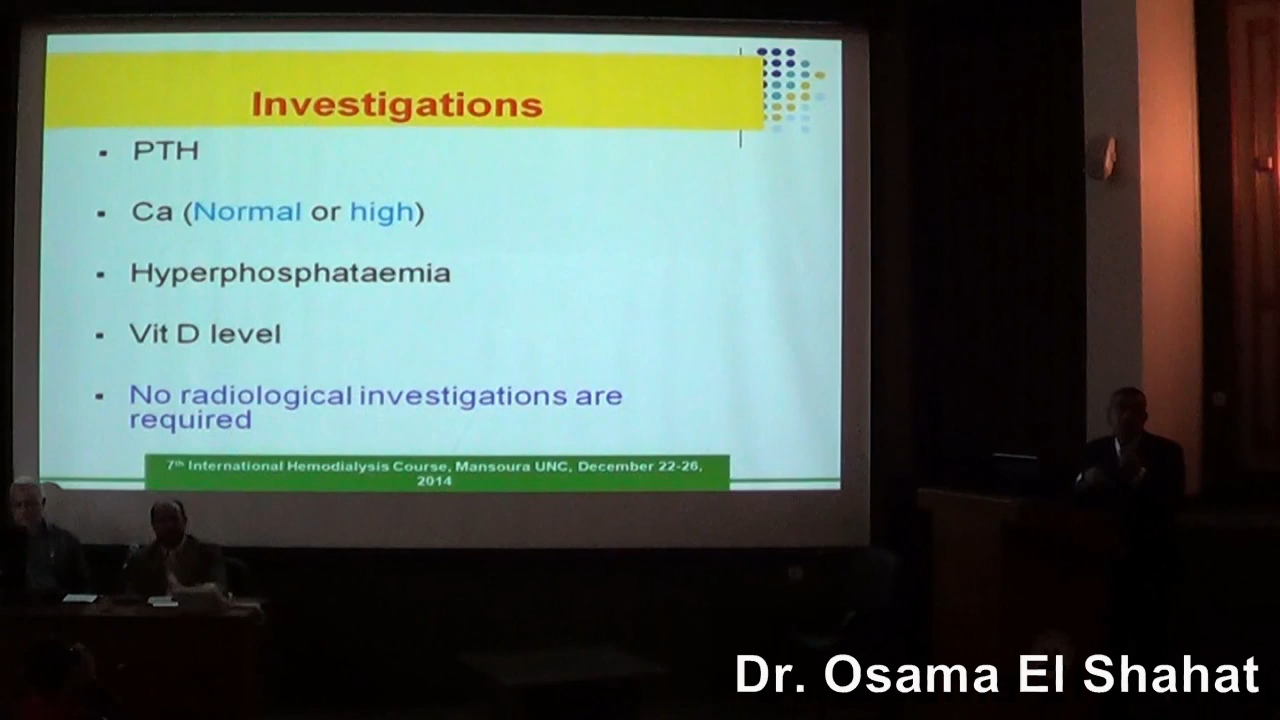 Investigations
▪ PTH
▪ Ca (Normal or high)
▪ Hyperphosphataemia
▪ Vit D level
▪ No radiological investigations are
required
7th International Hemodialysis Course, Mansoura UNC, December 22-26,
2014
Dr. Osama El Shahat